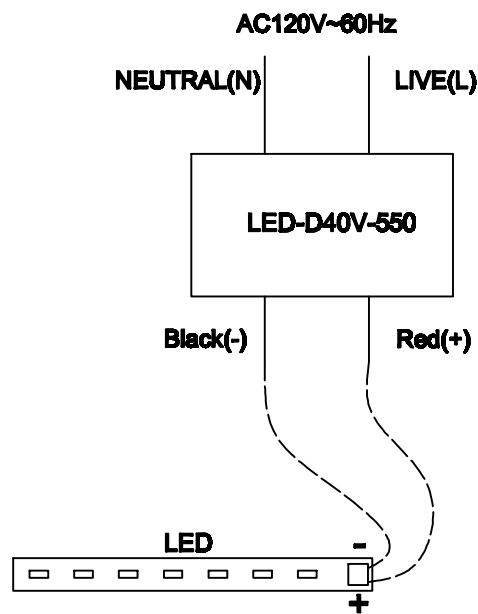 AC120V~60Hz
NEUTRAL(N) LIVE(L)
LED-D40V-550
Black(-) Red(+)
LED -
+